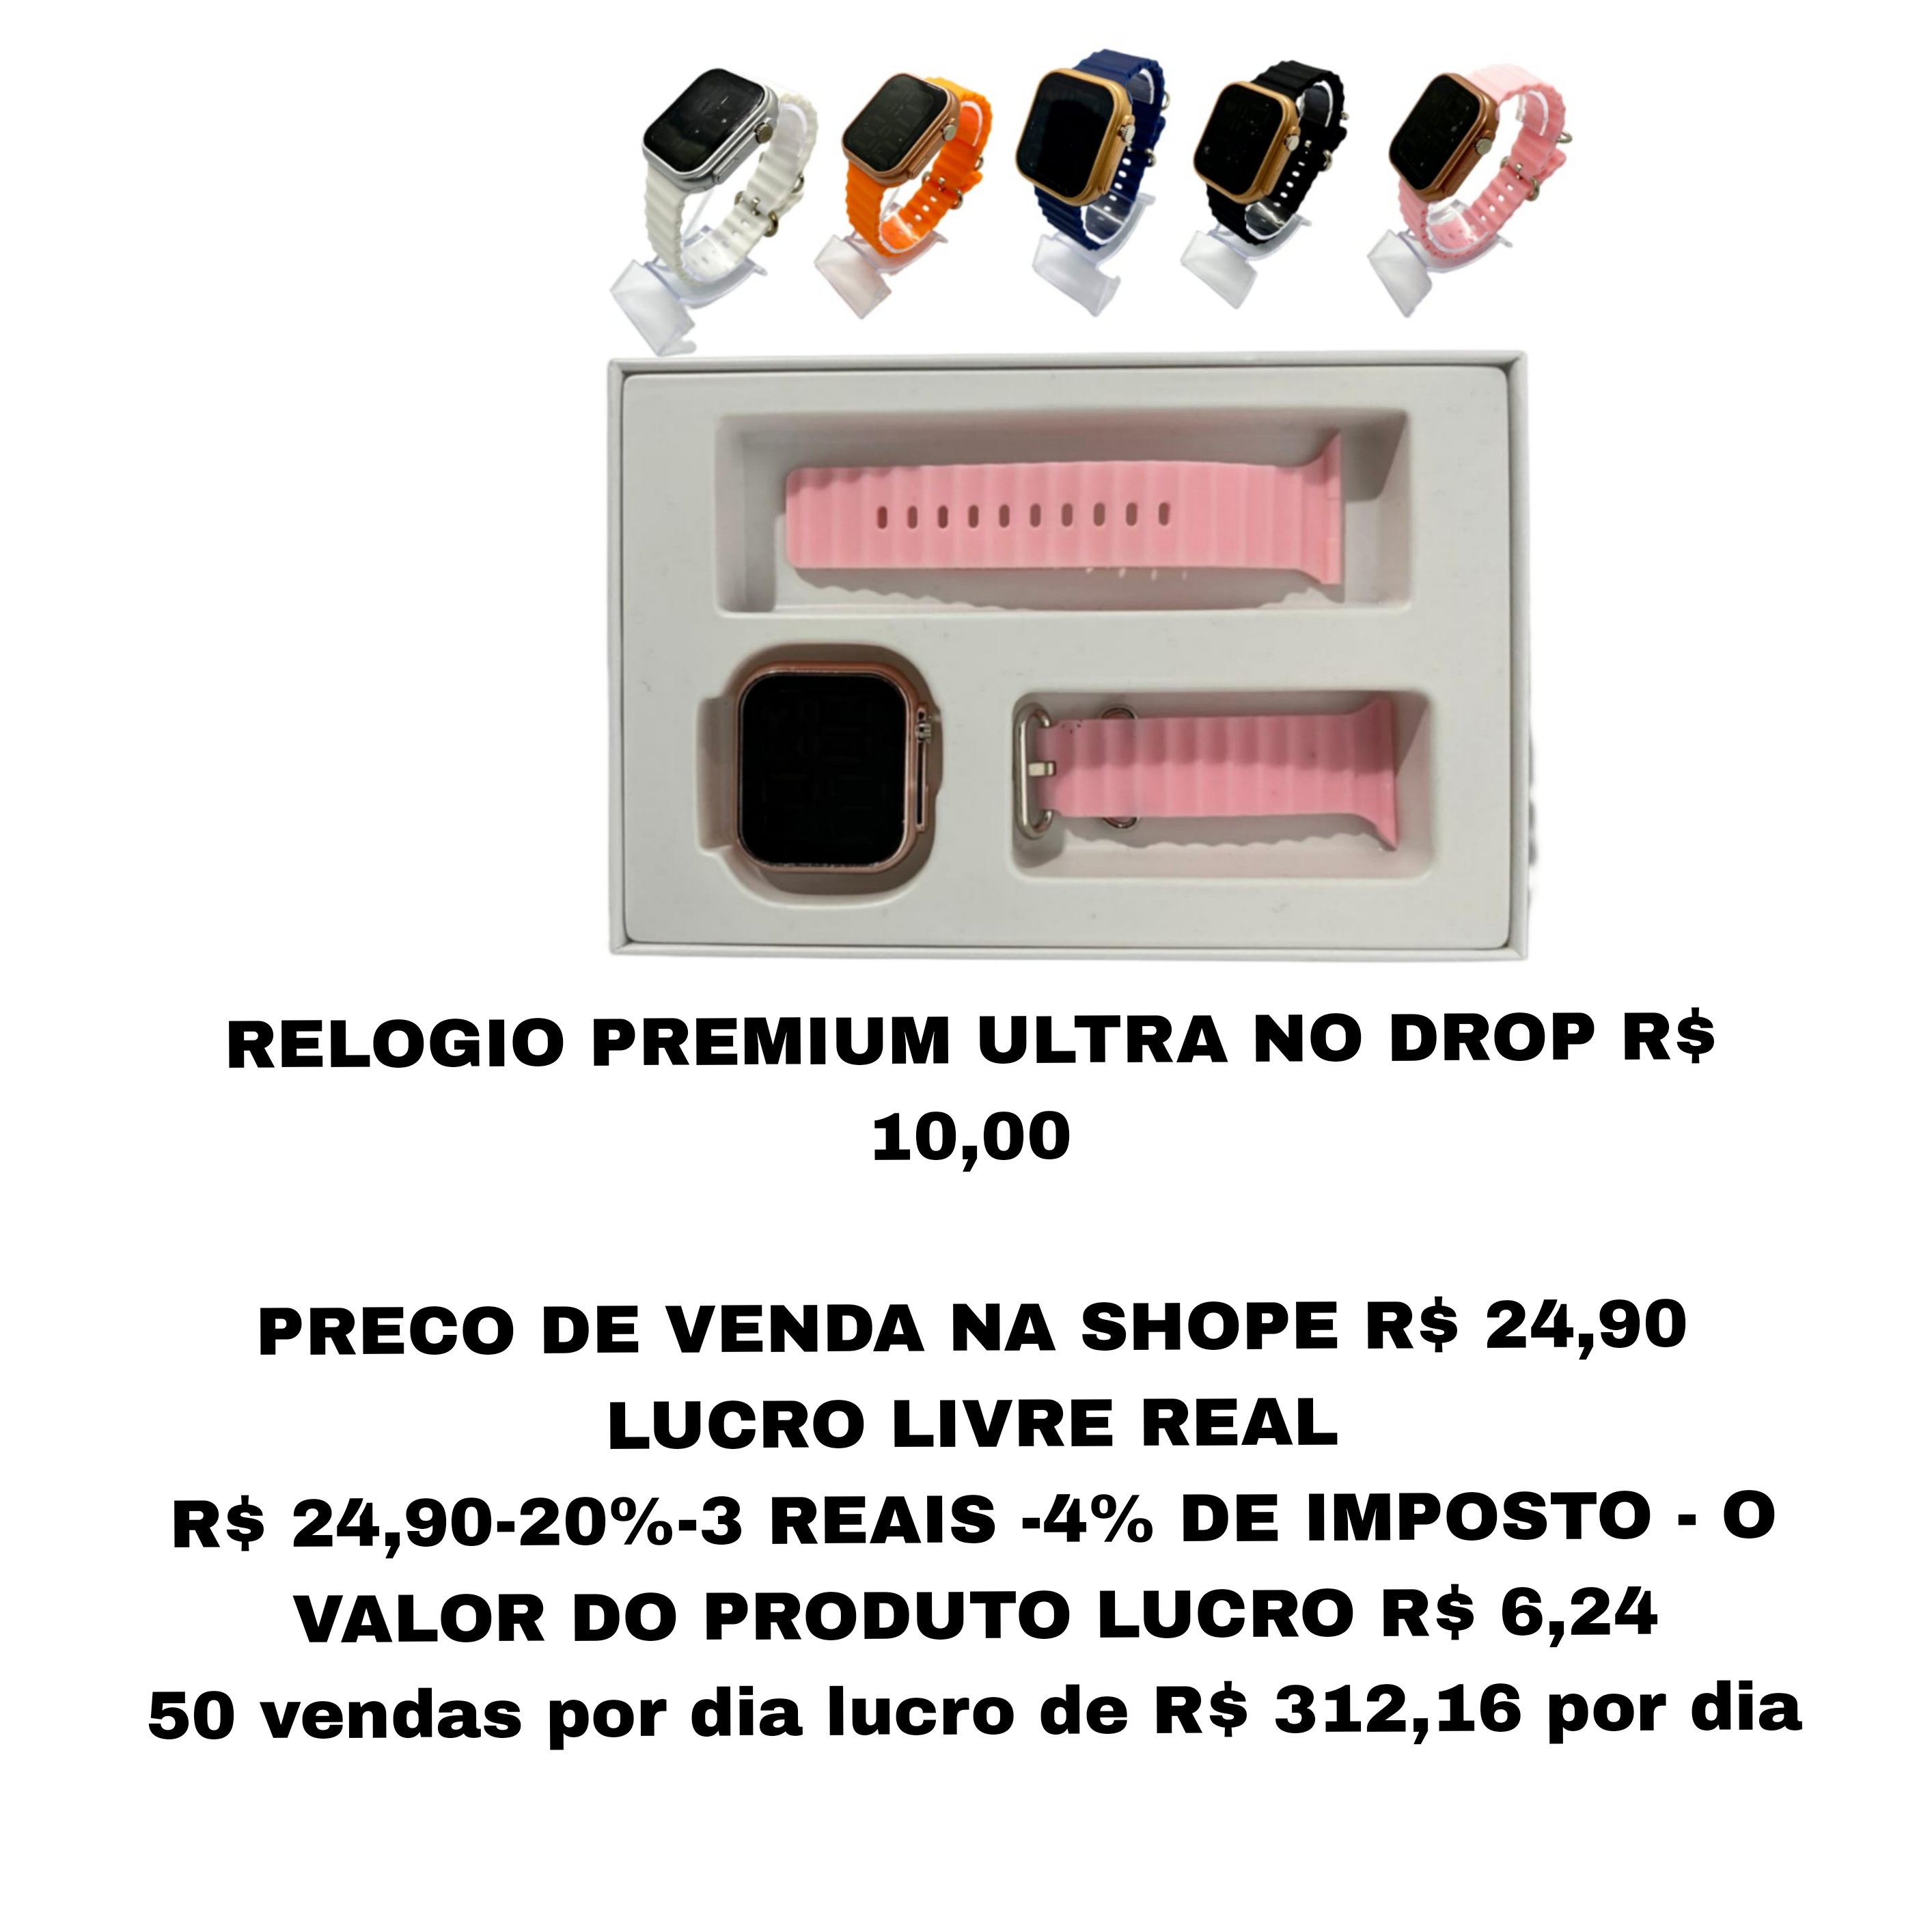 RELOGIO PREMIUM ULTRA NO DROP R$
10,00
PRECO DE VENDA NA SHOPE R$ 24,90
LUCRO LIVRE REAL
R$ 24,90-20%-3 REAIS -4% DE IMPOSTO - O
VALOR DO PRODUTO LUCRO R$ 6,24
50 vendas por dia lucro de R$ 312,16 por dia